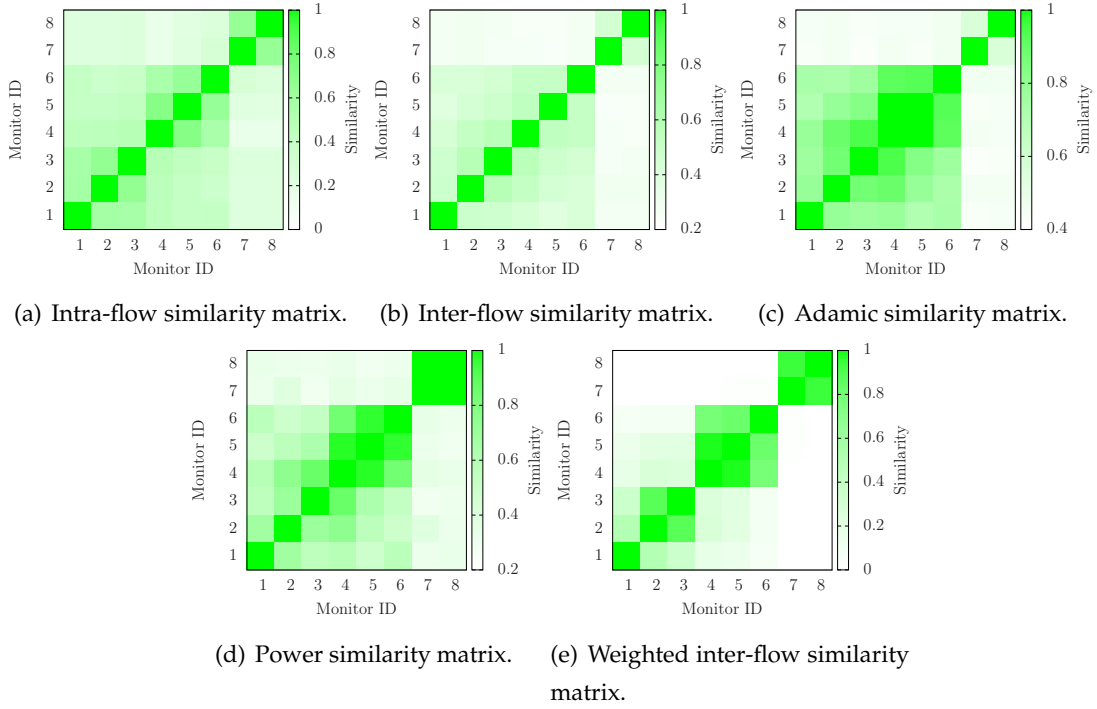 8
7
6
5
4
3
2
1
1 2 3 4 5 6 7 8
Monitor ID
Monitor ID
0
0.2
0.4
0.6
0.8
1
Similarity
8
7
6
5
4
3
2
1
1 2 3 4 5 6 7 8
Monitor ID
Monitor ID
0.2
0.4
0.6
0.8
1
Similarity
8
7
6
5
4
3
2
1
1 2 3 4 5 6 7 8
Monitor ID
Monitor ID
0.4
0.6
0.8
1
Similarity
(a) Intra-flow similarity matrix.
(b) Inter-flow similarity matrix.
(c) Adamic similarity matrix.
8
7
6
5
4
3
2
1
1 2 3 4 5 6 7 8
Monitor ID
Monitor ID
0.2
0.4
0.6
0.8
1
Similarity
8
7
6
5
4
3
2
1
1 2 3 4 5 6 7 8
Monitor ID
Monitor ID
0
0.2
0.4
0.6
0.8
1
Similarity
(d) Power similarity matrix.
(e) Weighted inter-flow similarity
matrix.